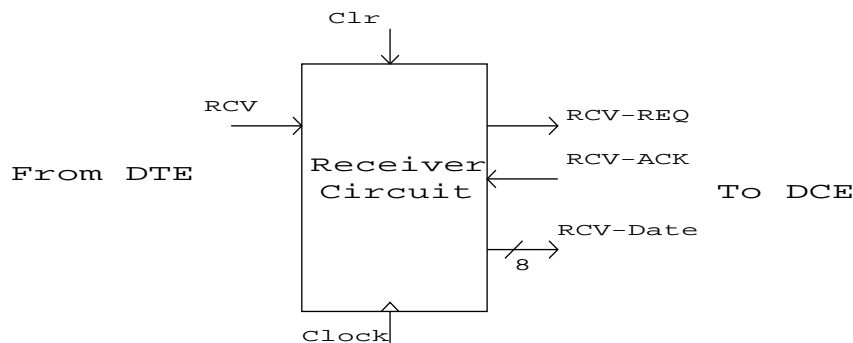 Clr
RCV
RCV-REQ
Receiver
Circuit
RCV-ACK
From DTE
To DCE
RCV-Date
8
Clock